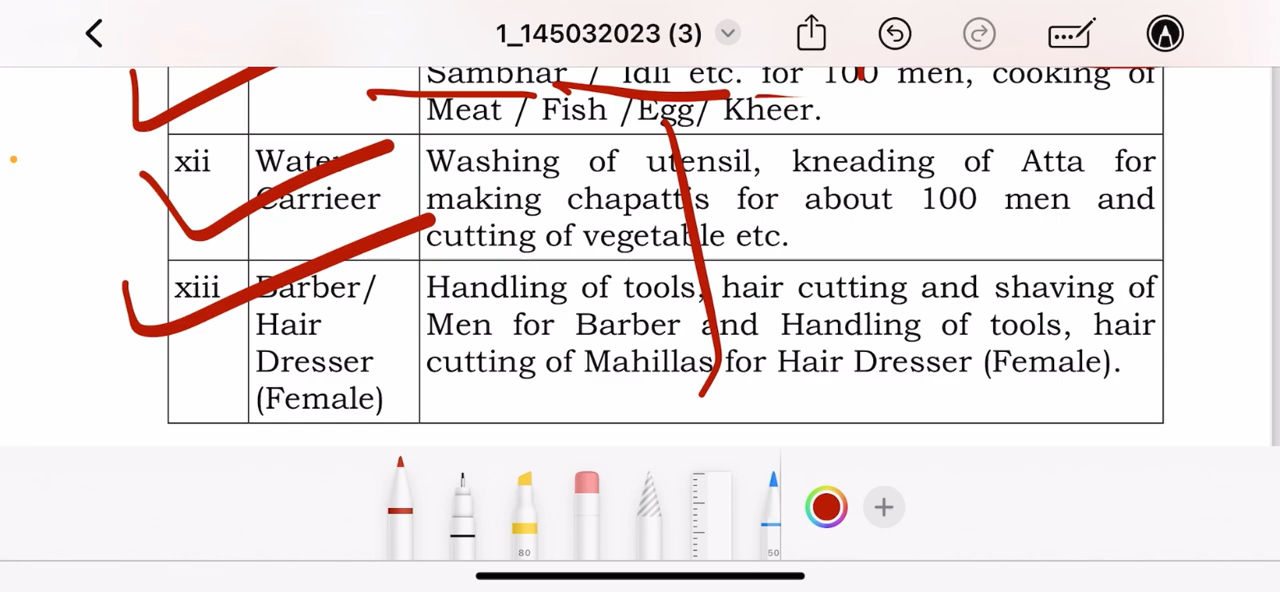 1_145032023 (3)
Sambhar / Idli etc. for 100 men, cooking of
Meat / Fish /Egg/ Kheer.
xii
Water
Carrieer
Washing of utensil, kneading of Atta for
making chapattis for about 100 men and
cutting of vegetable etc.
xiii
Barber/
Hair
Dresser
(Female)
Handling of tools, hair cutting and shaving of
Men for Barber and Handling of tools, hair
cutting of Mahillas for Hair Dresser (Female).
80
50